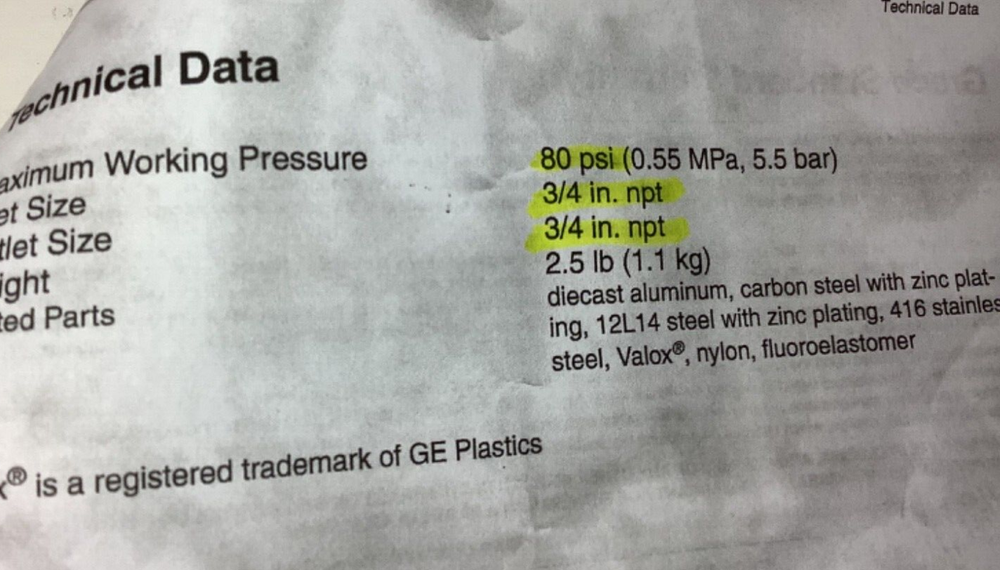 Technical Data
Technical Data
aximum Working Pressure 80 psi (0.55 MPa, 5.5 bar)
et Size 3/4 in. npt
tlet Size 3/4 in. npt
ight 2.5 lb (1.1 kg)
ted Parts diecast aluminum, carbon steel with zinc plat-
ing, 12L14 steel with zinc plating, 416 stainles
steel, Valox®, nylon, fluoroelastomer
x® is a registered trademark of GE Plastics